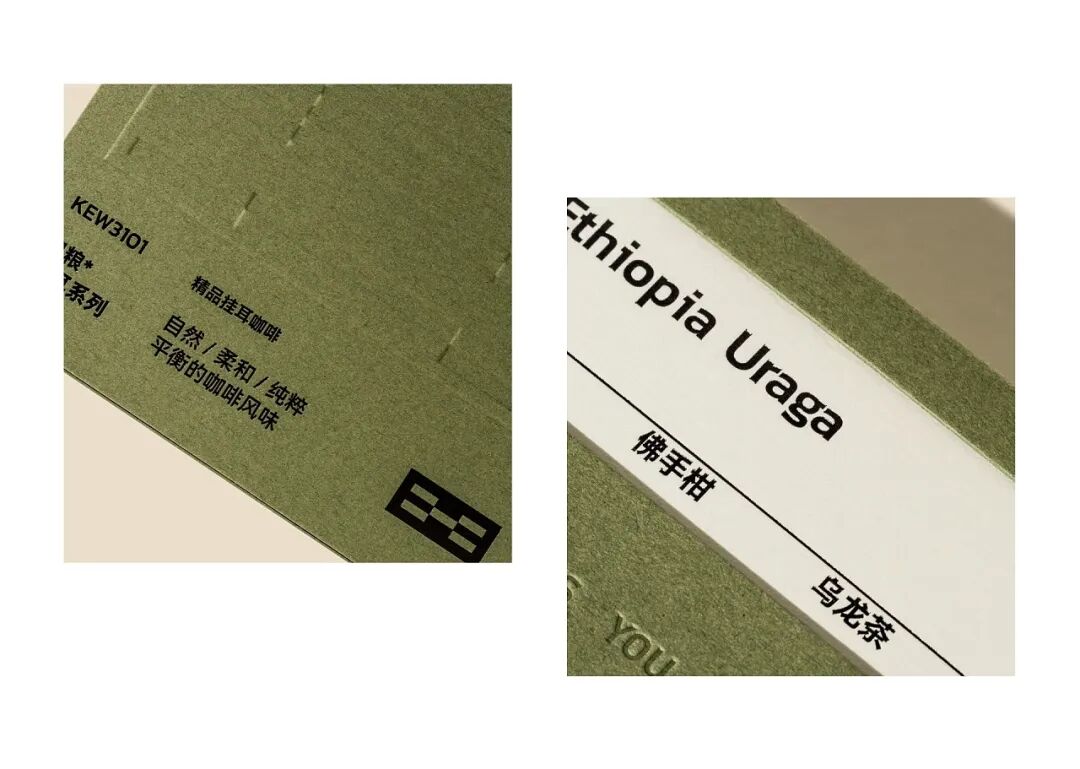 KEW3101
粮*
系列
精品挂耳咖啡
自然 / 柔和 / 纯粹
平衡的咖啡风味
Ethiopia Uraga
佛手柑
乌龙茶
YOU